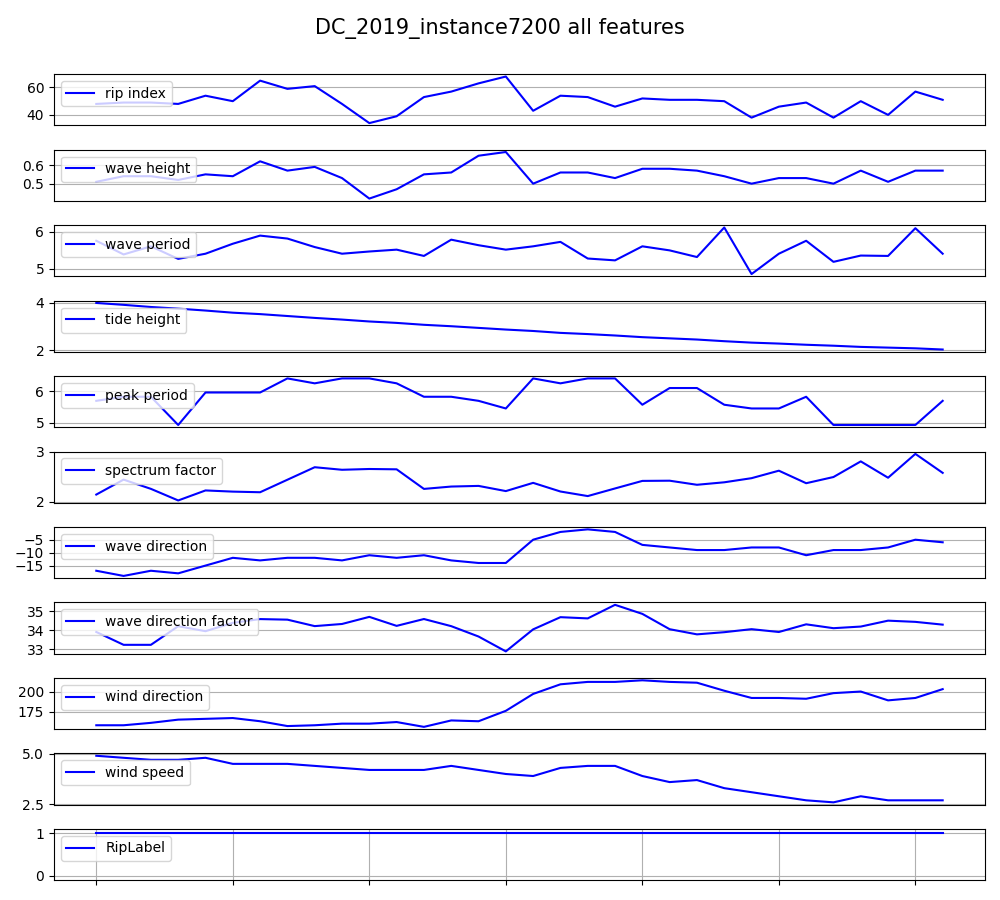 DC_2019_instance7200 all features
60
40
rip index
0.6
0.5
wave height
6
5
wave period
4
2
tide height
6
5
peak period
3
2
spectrum factor
−5
−10
−15
wave direction
35
34
33
wave direction factor
200
175
wind direction
5.0
2.5
wind speed
1
0
RipLabel